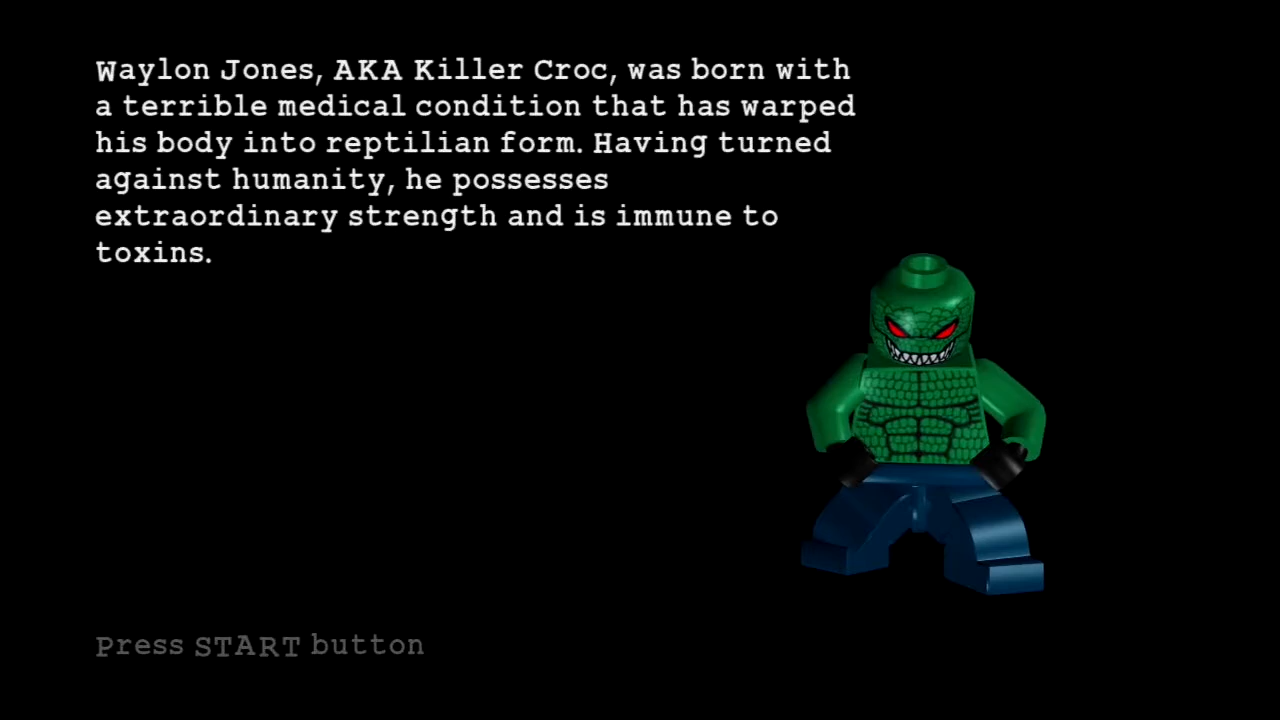 Waylon Jones, AKA Killer Croc, was born with
a terrible medical condition that has warped
his body into reptilian form. Having turned
against humanity, he possesses
extraordinary strength and is immune to
toxins.
Press START button